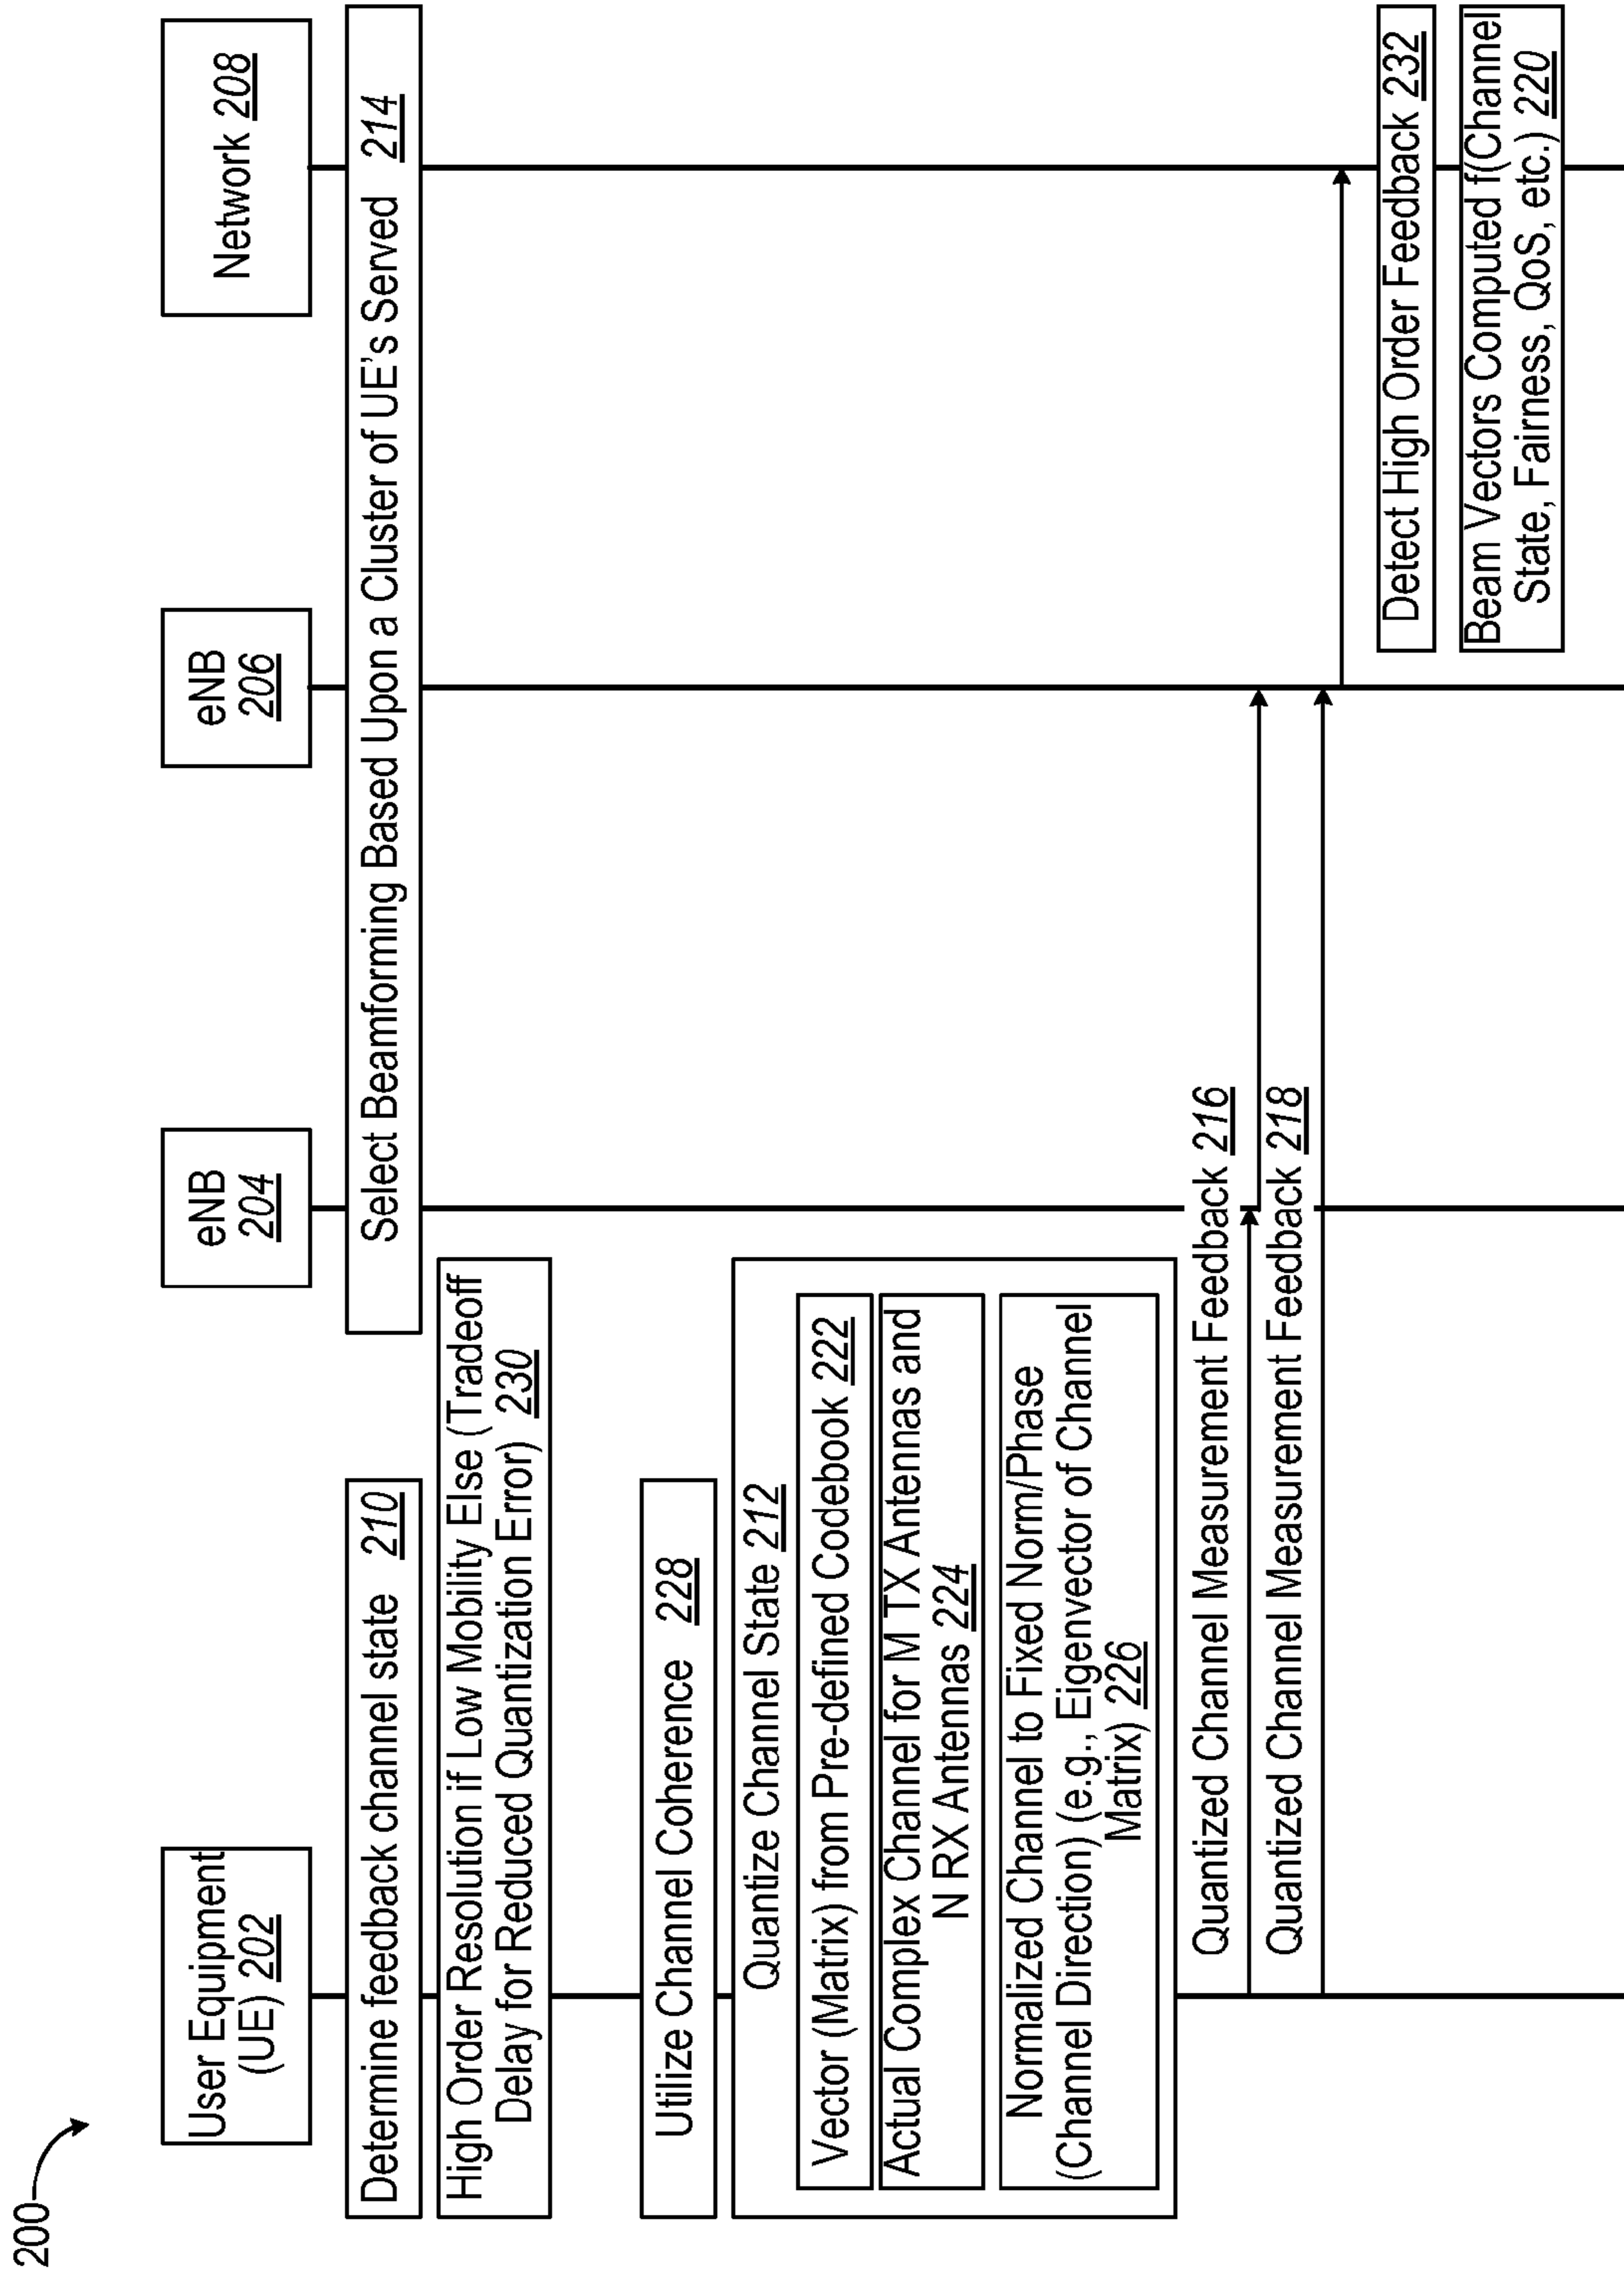 200
User Equipment
(UE) 202
eNB
204
eNB
206
Network 208
Determine feedback channel state 210
Select Beamforming Based Upon a Cluster of UE's Served 214
High Order Resolution if Low Mobility Else (Tradeoff
Delay for Reduced Quantization Error) 230
Utilize Channel Coherence 228
Quantize Channel State 212
Vector (Matrix) from Pre-defined Codebook 222
Actual Complex Channel for M TX Antennas and
N RX Antennas 224
Normalized Channel to Fixed Norm/Phase
(Channel Direction) (e.g., Eigenvector of Channel
Matrix) 226
Quantized Channel Measurement Feedback 216
Quantized Channel Measurement Feedback 218
Detect High Order Feedback 232
Beam Vectors Computed f(Channel
State, Fairness, QoS, etc.) 220